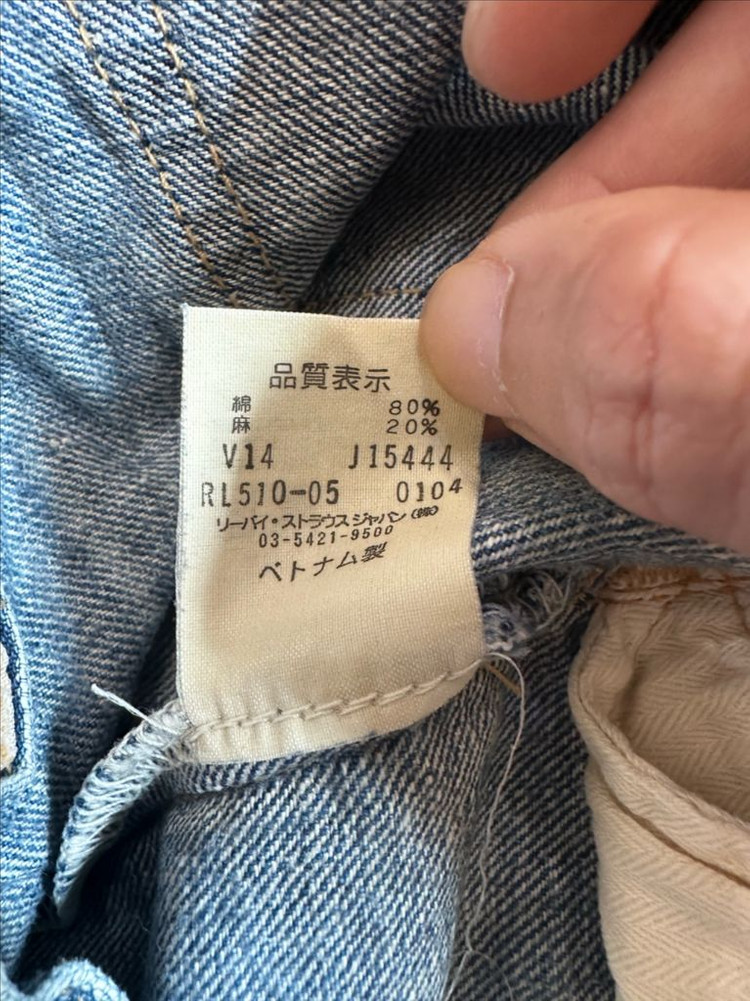 品質表示
綿 80%
麻 20%
V14 J15444
RL510-05 0104
リーバイ・ストラウスジャパン(株)
03-5421-9500
ベトナム製